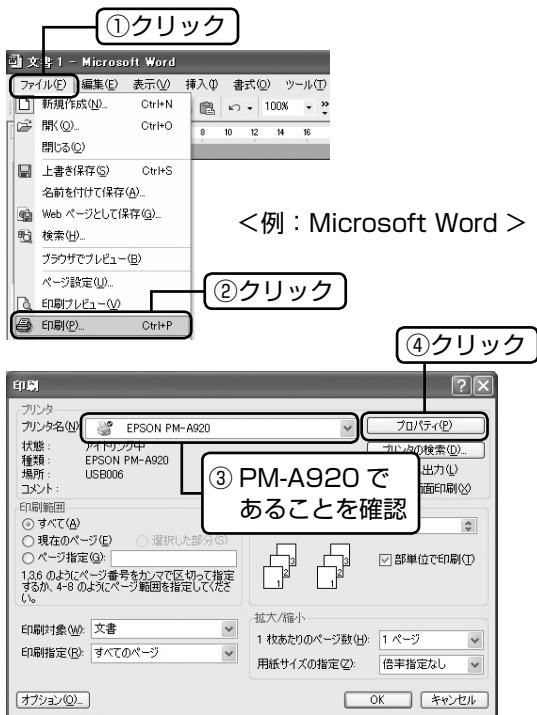 ①クリック
文書 1 - Microsoft Word
ファイル(F) 編集(E) 表示(V) 挿入(I) 書式(O) ツール(T)
新規作成(N)... Ctrl+N
100%
開く(O)... Ctrl+O
8 10 12 14 16
閉じる(C)
上書き保存(S) Ctrl+S
名前を付けて保存(A)...
Web ページとして保存(G)...
検索(H)...
＜例：Microsoft Word ＞
ブラウザでプレビュー(B)
ページ設定(U)...
②クリック
印刷プレビュー(V)
印刷(P)... Ctrl+P
④クリック
印刷
プリンタ
プリンタ名(N): EPSON PM-A920 プロパティ(P)
状態： アイドリング中 プリンタの検索(D)...
種類： EPSON PM-A920
場所： USB006 出力(L)
コメント： 面印刷(X)
③ PM-A920 で
あることを確認
印刷範囲
すべて(A)
現在のページ(E) 選択した部分(S)
ページ指定(G):
部単位で印刷(T)
1,3,6 のようにページ番号をカンマで区切って指定
するか、4-8 のようにページ範囲を指定してくださ
い。
1 2 3 1 2 3
拡大/縮小
印刷対象(W): 文書
1 枚あたりのページ数(H): 1 ページ
印刷指定(R): すべてのページ
用紙サイズの指定(Z): 倍率指定なし
オプション(O)... OK キャンセル